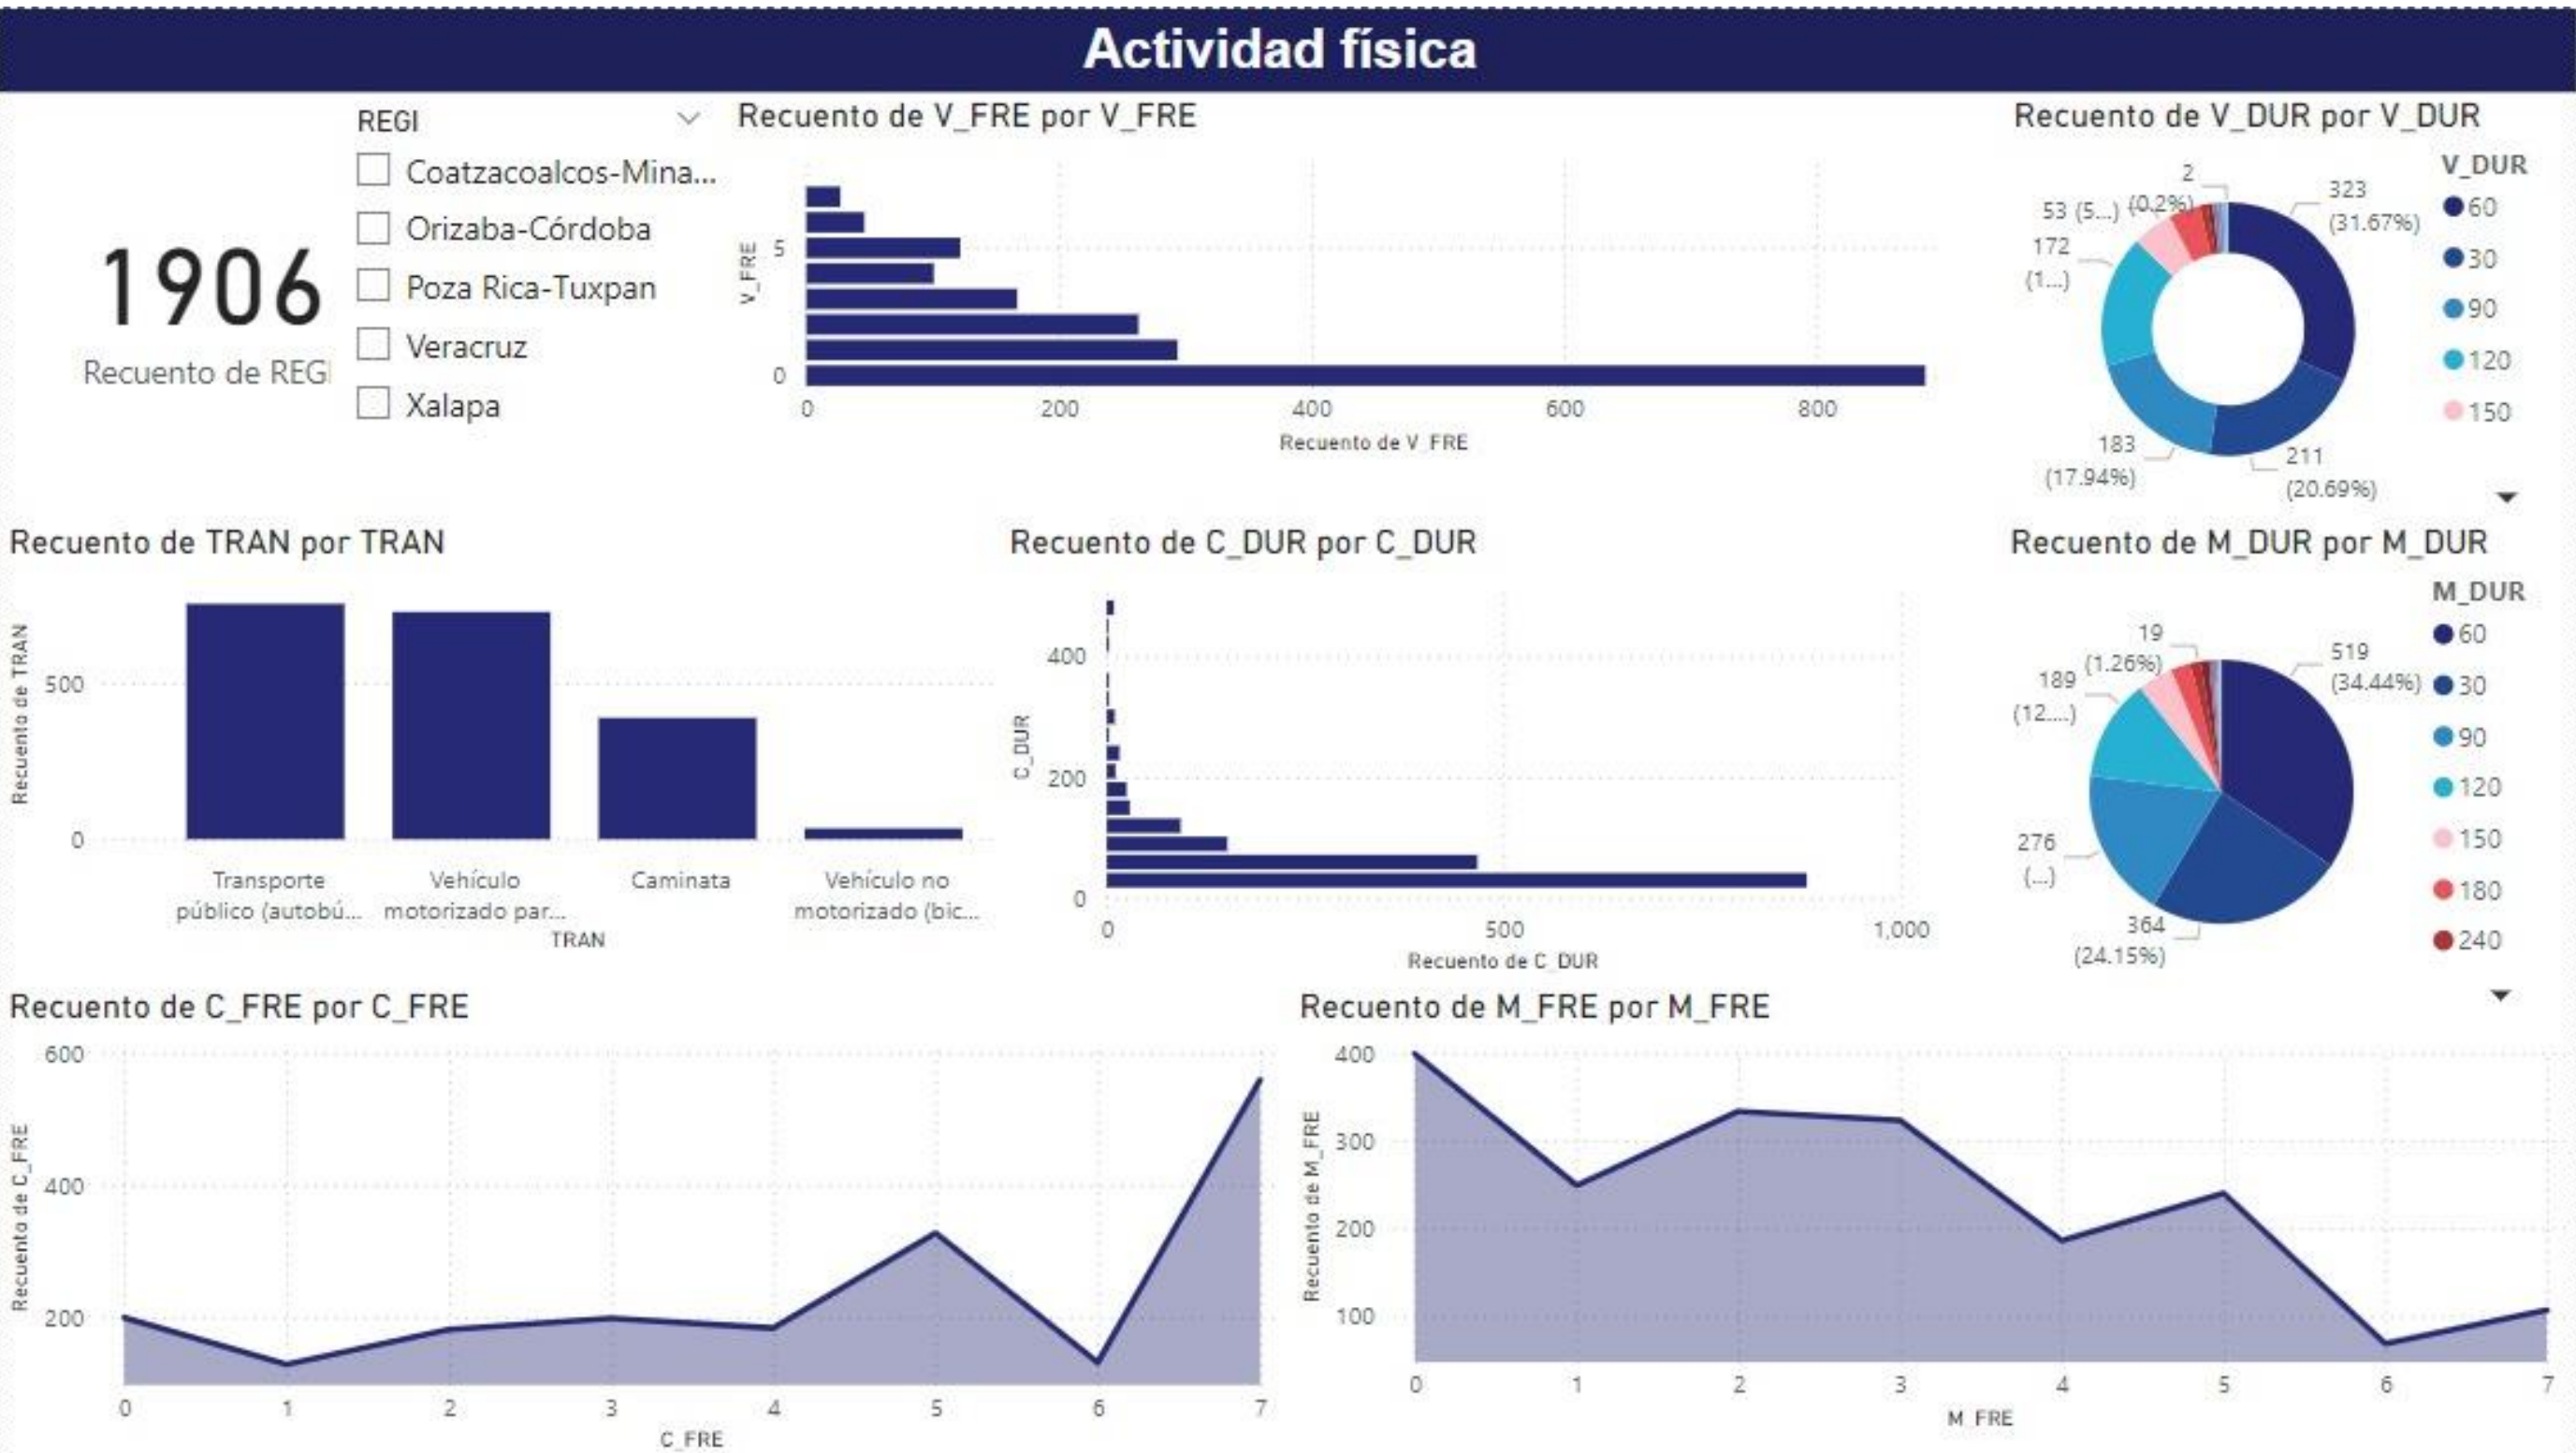 Actividad física
1906
Recuento de REGI
REGI
Coatzacoalcos-Mina...
Orizaba-Córdoba
Poza Rica-Tuxpan
Veracruz
Xalapa
Recuento de V_FRE por V_FRE
V_FRE
5
0
0 200 400 600 800
Recuento de V_FRE
Recuento de V_DUR por V_DUR
V_DUR
60
30
90
120
150
2
(0.2%)
53 (5...)
172
(1...)
183
(17.94%)
211
(20.69%)
323
(31.67%)
Recuento de TRAN por TRAN
Recuento de TRAN
500
0
Transporte
público (autobú...
Vehículo
motorizado par...
Caminata
Vehículo no
motorizado (bic...
TRAN
Recuento de C_DUR por C_DUR
C_DUR
400
200
0
0 500 1,000
Recuento de C_DUR
Recuento de M_DUR por M_DUR
M_DUR
60
30
90
120
150
180
240
19
(1.26%)
189
(12....)
276
(...)
364
(24.15%)
519
(34.44%)
Recuento de C_FRE por C_FRE
Recuento de C_FRE
600
400
200
0 1 2 3 4 5 6 7
C_FRE
Recuento de M_FRE por M_FRE
Recuento de M_FRE
400
300
200
100
0 1 2 3 4 5 6 7
M_FRE